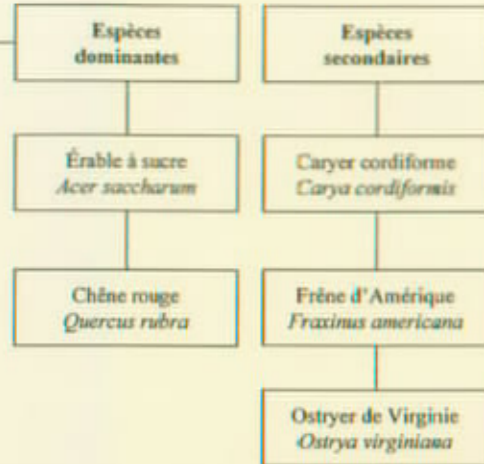 Espèces
dominantes
Érable à sucre
Acer saccharum
Chêne rouge
Quercus rubra
Espèces
secondaires
Caryer cordiforme
Carya cordiformis
Frêne d'Amérique
Fraxinus americana
Ostryer de Virginie
Ostrya virginiana